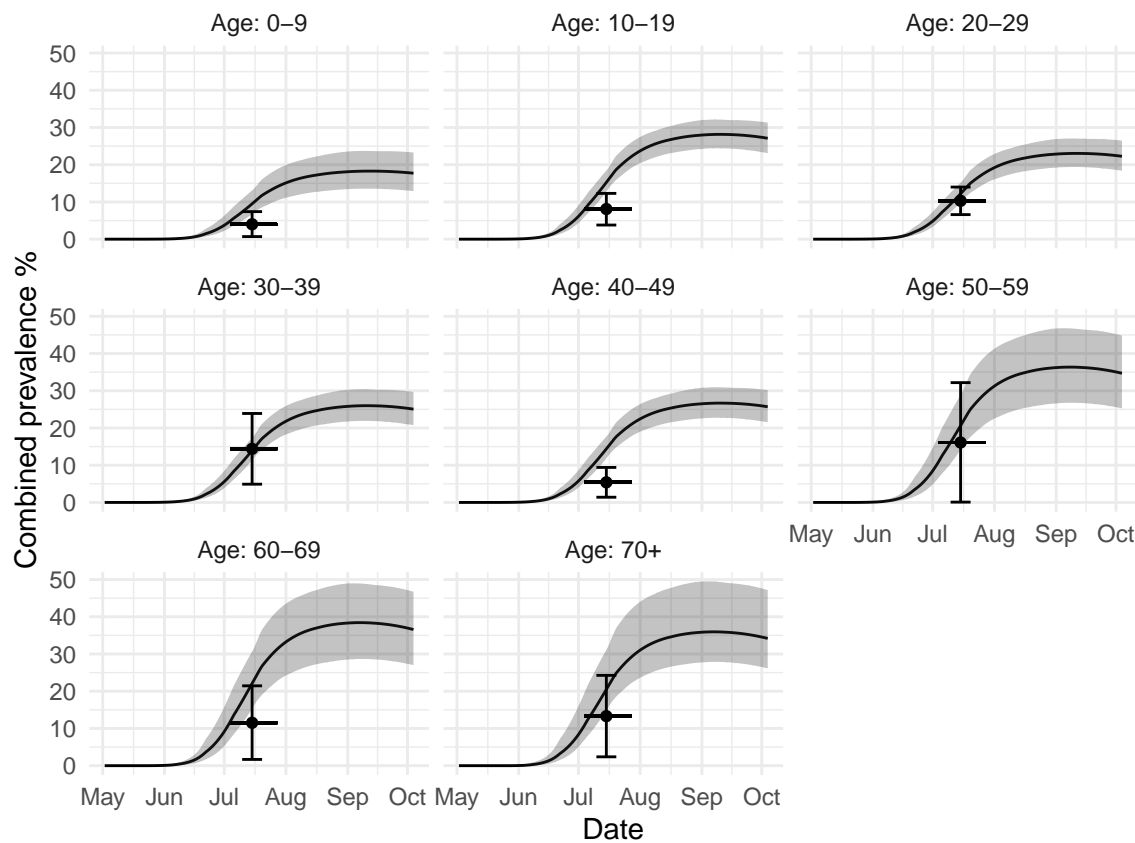 Age: 0–9 Age: 10–19 Age: 20–29
50
40
30
20
10
0
Age: 30–39 Age: 40–49 Age: 50–59
50
40
30
20
10
0
May Jun Jul Aug Sep Oct
Age: 60–69 Age: 70+
50
40
30
20
10
0
May Jun Jul Aug Sep Oct May Jun Jul Aug Sep Oct
Date
Combined prevalence %